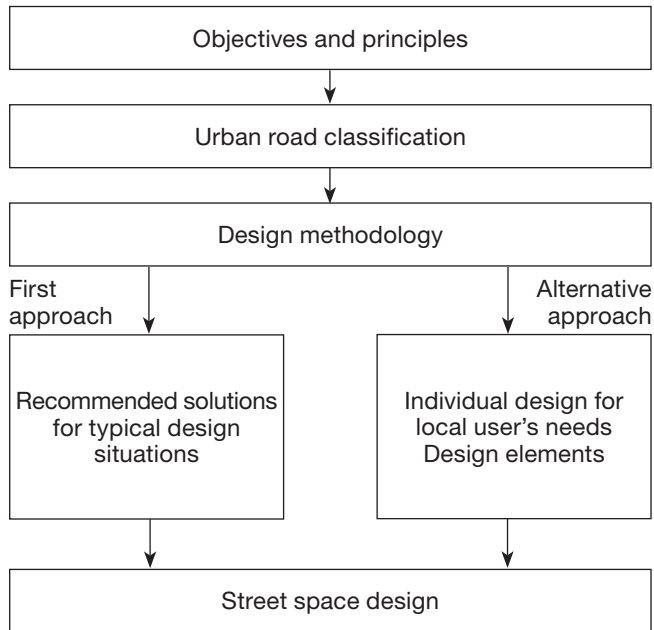 Objectives and principles
Urban road classification
Design methodology
First
approach
Alternative
approach
Recommended solutions
for typical design
situations
Individual design for
local user's needs
Design elements
Street space design